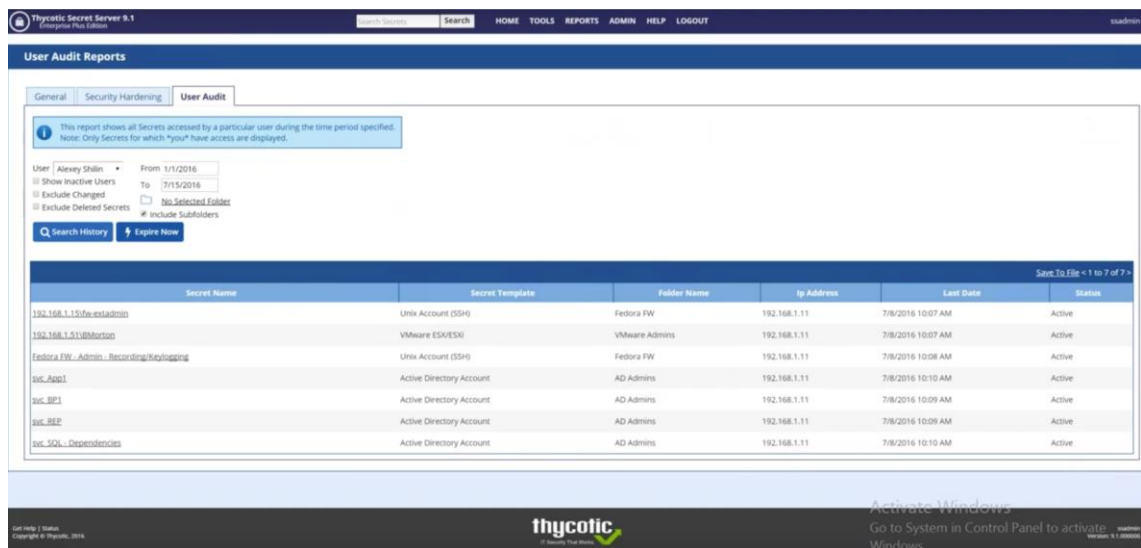 Thycotic Secret Server 9.1
Enterprise Plus Edition
Search Secrets
Search
HOME TOOLS REPORTS ADMIN HELP LOGOUT
ssadmin
User Audit Reports
General Security Hardening User Audit
This report shows all Secrets accessed by a particular user during the time period specified.
Note: Only Secrets for which *you* have access are displayed.
User Alexey Shilin From 1/1/2016
Show Inactive Users To 7/15/2016
Exclude Changed
No Selected Folder
Exclude Deleted Secrets
Include Subfolders
Search History Expire Now
Save To File < 1 to 7 of 7 >
Secret Name Secret Template Folder Name Ip Address Last Date Status
192.168.1.15\fw-extadmin Unix Account (SSH) Fedora FW 192.168.1.11 7/8/2016 10:07 AM Active
192.168.1.51\BMorton VMware ESX/ESXi VMware Admins 192.168.1.11 7/8/2016 10:07 AM Active
Fedora FW - Admin - Recording/Keylogging Unix Account (SSH) Fedora FW 192.168.1.11 7/8/2016 10:08 AM Active
svc_App1 Active Directory Account AD Admins 192.168.1.11 7/8/2016 10:10 AM Active
svc_BP1 Active Directory Account AD Admins 192.168.1.11 7/8/2016 10:09 AM Active
svc_REP Active Directory Account AD Admins 192.168.1.11 7/8/2016 10:09 AM Active
svc_SQL - Dependencies Active Directory Account AD Admins 192.168.1.11 7/8/2016 10:10 AM Active
Activate Windows
Go to System in Control Panel to activate
Windows.
Get Help | Status
Copyright © Thycotic, 2016
thycotic
IT Security That Works.
ssadmin